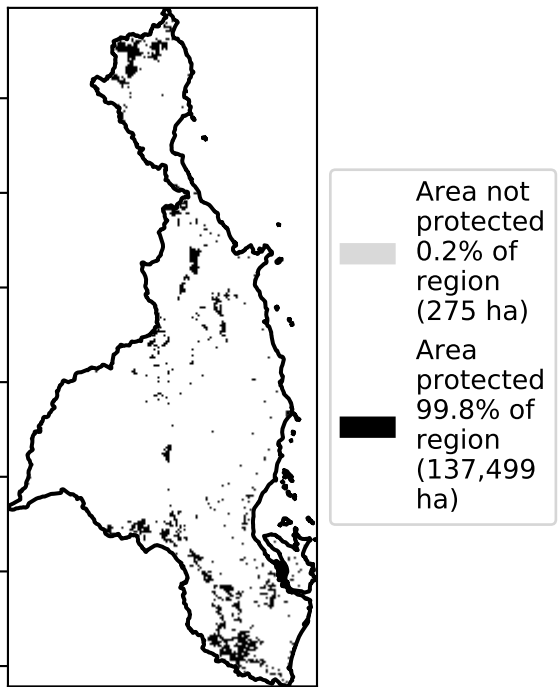 Area not
protected
0.2% of
region
(275 ha)
Area
protected
99.8% of
region
(137,499
ha)